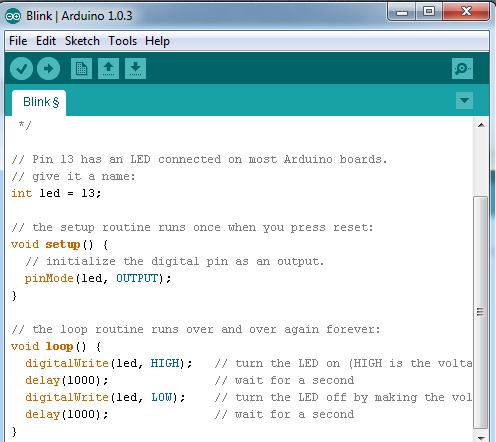 Blink | Arduino 1.0.3
File Edit Sketch Tools Help
Blink §
*/
// Pin 13 has an LED connected on most Arduino boards.
// give it a name:
int led = 13;
// the setup routine runs once when you press reset:
void setup() {
// initialize the digital pin as an output.
pinMode(led, OUTPUT);
}
// the loop routine runs over and over again forever:
void loop() {
digitalWrite(led, HIGH); // turn the LED on (HIGH is the volta
delay(1000); // wait for a second
digitalWrite(led, LOW); // turn the LED off by making the vol
delay(1000); // wait for a second
}